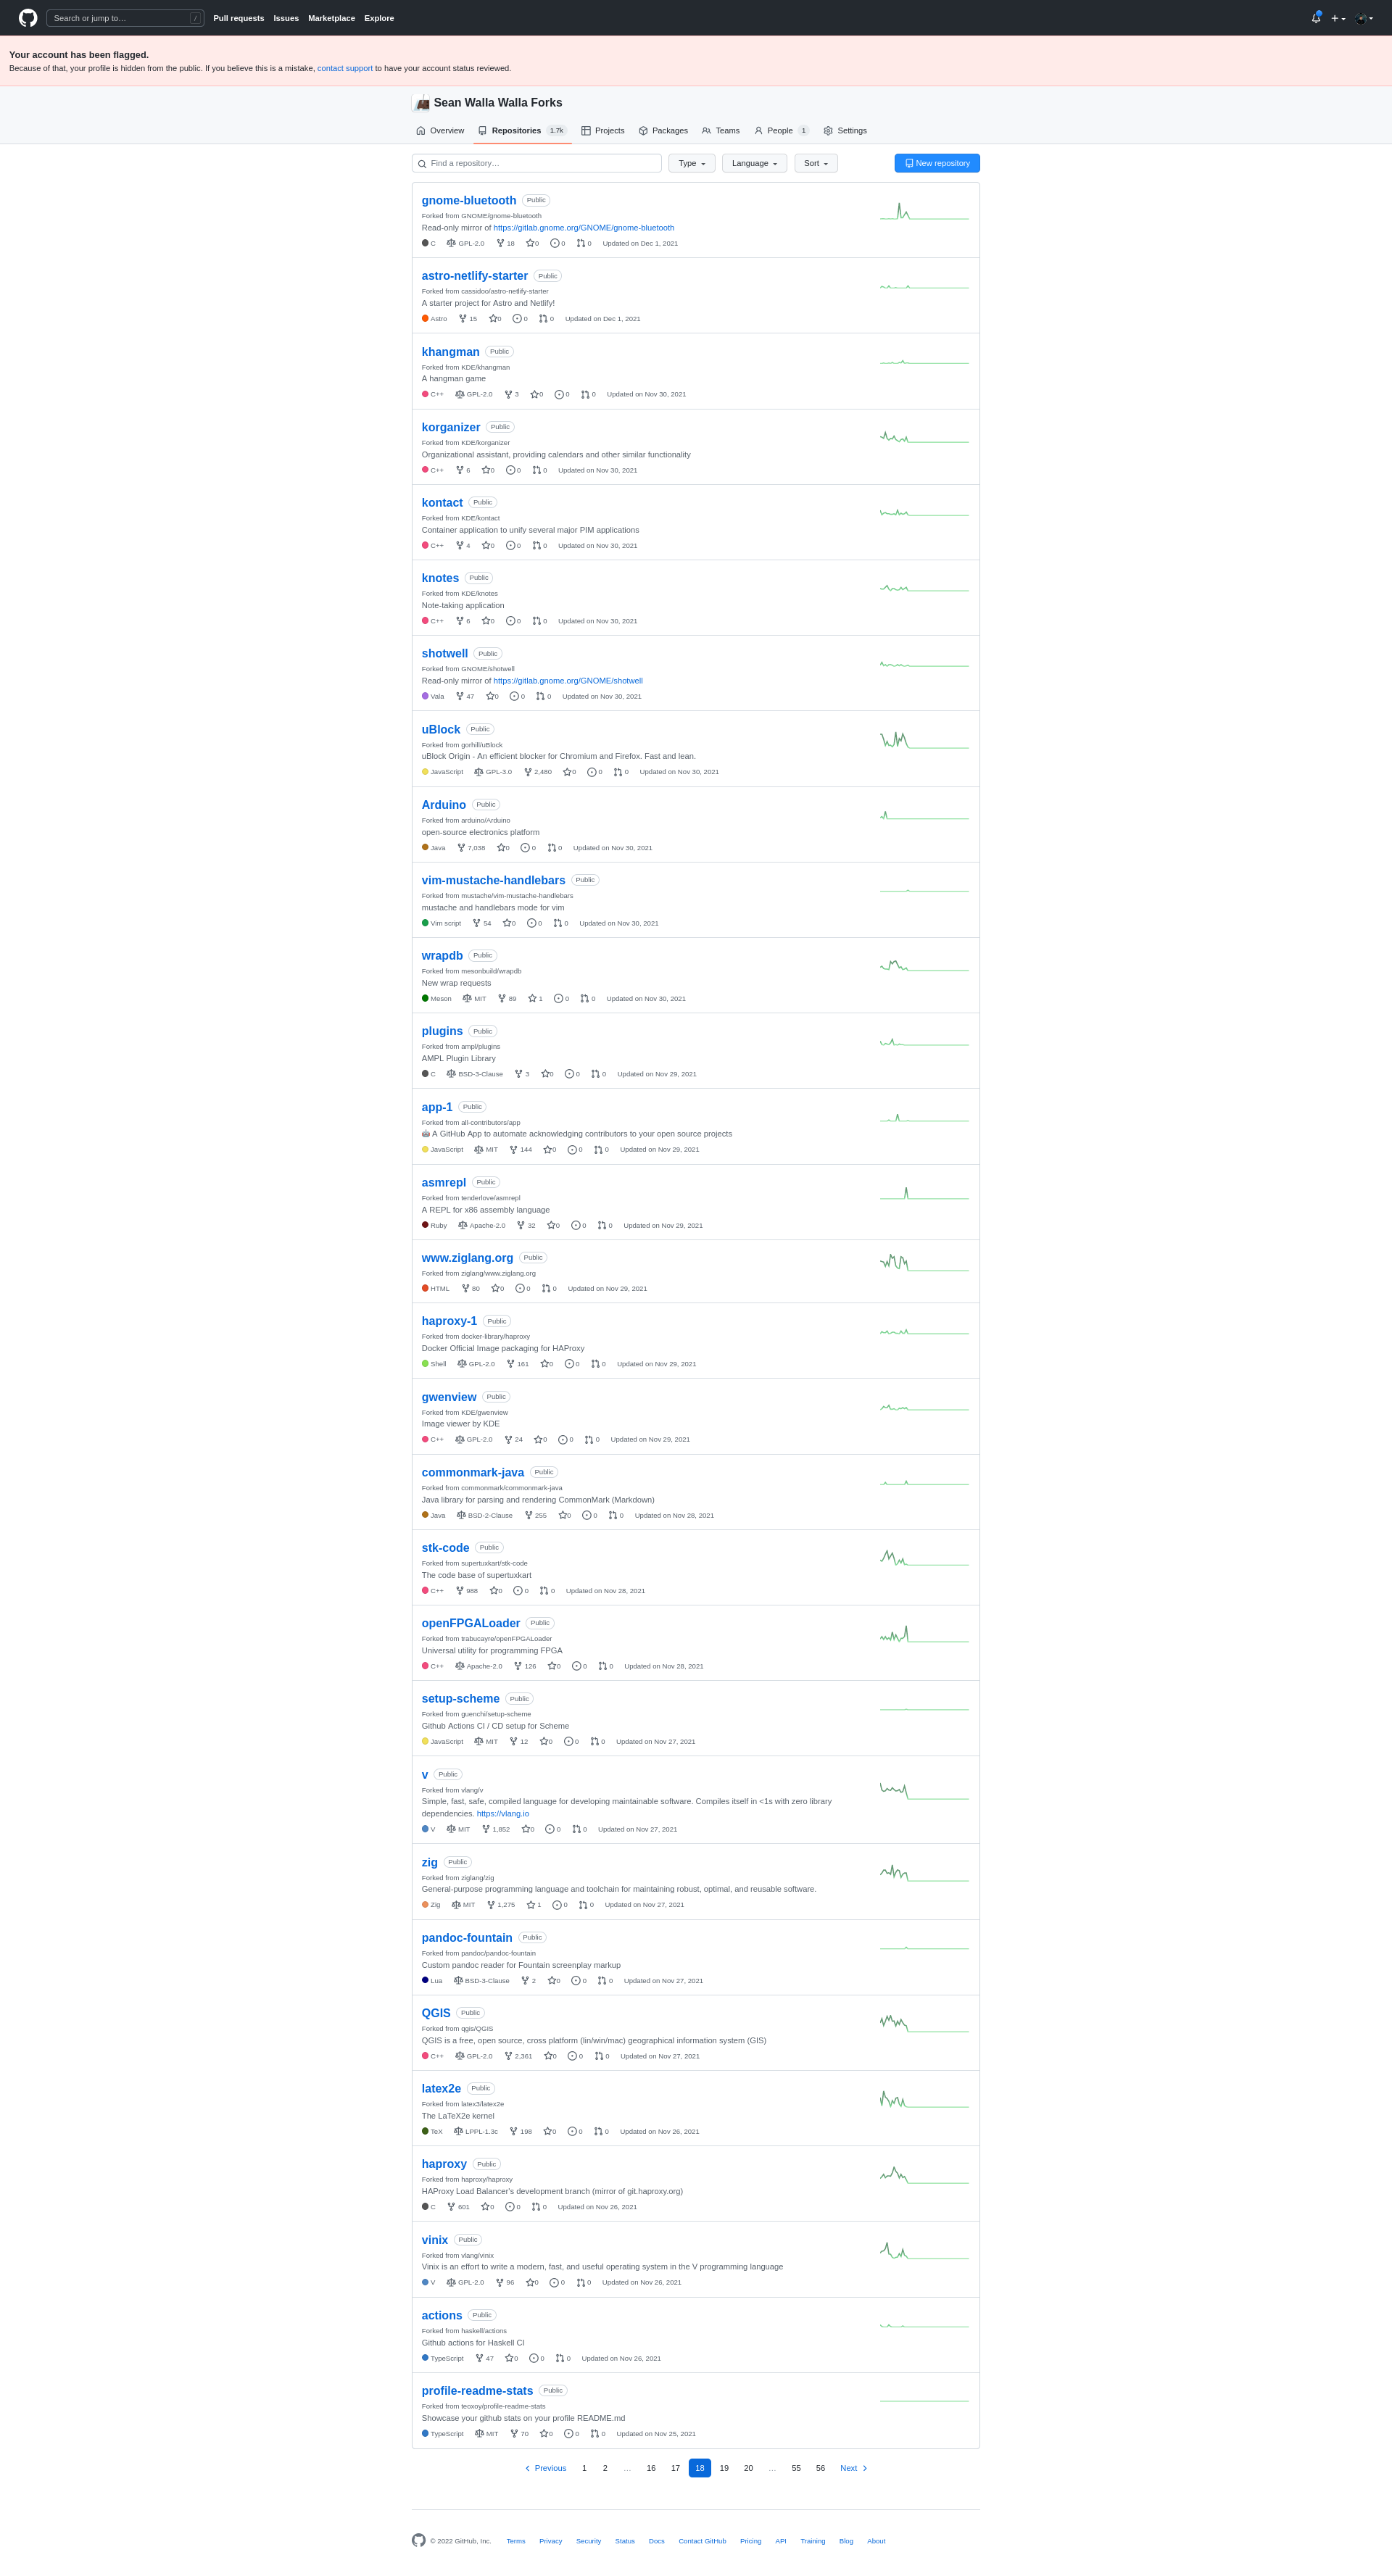 Search or jump to… /
Pull requests Issues Marketplace Explore
Your account has been flagged.
Because of that, your profile is hidden from the public. If you believe this is a mistake, contact support to have your account status reviewed.
Sean Walla Walla Forks
Overview Repositories 1.7k Projects Packages Teams People 1 Settings
Find a repository… Type Language Sort New repository
gnome-bluetooth Public
Forked from GNOME/gnome-bluetooth
Read-only mirror of https://gitlab.gnome.org/GNOME/gnome-bluetooth
C GPL-2.0 18 0 0 0 Updated on Dec 1, 2021
astro-netlify-starter Public
Forked from cassidoo/astro-netlify-starter
A starter project for Astro and Netlify!
Astro 15 0 0 0 Updated on Dec 1, 2021
khangman Public
Forked from KDE/khangman
A hangman game
C++ GPL-2.0 3 0 0 0 Updated on Nov 30, 2021
korganizer Public
Forked from KDE/korganizer
Organizational assistant, providing calendars and other similar functionality
C++ 6 0 0 0 Updated on Nov 30, 2021
kontact Public
Forked from KDE/kontact
Container application to unify several major PIM applications
C++ 4 0 0 0 Updated on Nov 30, 2021
knotes Public
Forked from KDE/knotes
Note-taking application
C++ 6 0 0 0 Updated on Nov 30, 2021
shotwell Public
Forked from GNOME/shotwell
Read-only mirror of https://gitlab.gnome.org/GNOME/shotwell
Vala 47 0 0 0 Updated on Nov 30, 2021
uBlock Public
Forked from gorhill/uBlock
uBlock Origin - An efficient blocker for Chromium and Firefox. Fast and lean.
JavaScript GPL-3.0 2,480 0 0 0 Updated on Nov 30, 2021
Arduino Public
Forked from arduino/Arduino
open-source electronics platform
Java 7,038 0 0 0 Updated on Nov 30, 2021
vim-mustache-handlebars Public
Forked from mustache/vim-mustache-handlebars
mustache and handlebars mode for vim
Vim script 54 0 0 0 Updated on Nov 30, 2021
wrapdb Public
Forked from mesonbuild/wrapdb
New wrap requests
Meson MIT 89 1 0 0 Updated on Nov 30, 2021
plugins Public
Forked from ampl/plugins
AMPL Plugin Library
C BSD-3-Clause 3 0 0 0 Updated on Nov 29, 2021
app-1 Public
Forked from all-contributors/app
🤖 A GitHub App to automate acknowledging contributors to your open source projects
JavaScript MIT 144 0 0 0 Updated on Nov 29, 2021
asmrepl Public
Forked from tenderlove/asmrepl
A REPL for x86 assembly language
Ruby Apache-2.0 32 0 0 0 Updated on Nov 29, 2021
www.ziglang.org Public
Forked from ziglang/www.ziglang.org
HTML 80 0 0 0 Updated on Nov 29, 2021
haproxy-1 Public
Forked from docker-library/haproxy
Docker Official Image packaging for HAProxy
Shell GPL-2.0 161 0 0 0 Updated on Nov 29, 2021
gwenview Public
Forked from KDE/gwenview
Image viewer by KDE
C++ GPL-2.0 24 0 0 0 Updated on Nov 29, 2021
commonmark-java Public
Forked from commonmark/commonmark-java
Java library for parsing and rendering CommonMark (Markdown)
Java BSD-2-Clause 255 0 0 0 Updated on Nov 28, 2021
stk-code Public
Forked from supertuxkart/stk-code
The code base of supertuxkart
C++ 988 0 0 0 Updated on Nov 28, 2021
openFPGALoader Public
Forked from trabucayre/openFPGALoader
Universal utility for programming FPGA
C++ Apache-2.0 126 0 0 0 Updated on Nov 28, 2021
setup-scheme Public
Forked from guenchi/setup-scheme
Github Actions CI / CD setup for Scheme
JavaScript MIT 12 0 0 0 Updated on Nov 27, 2021
v Public
Forked from vlang/v
Simple, fast, safe, compiled language for developing maintainable software. Compiles itself in <1s with zero library
dependencies. https://vlang.io
V MIT 1,852 0 0 0 Updated on Nov 27, 2021
zig Public
Forked from ziglang/zig
General-purpose programming language and toolchain for maintaining robust, optimal, and reusable software.
Zig MIT 1,275 1 0 0 Updated on Nov 27, 2021
pandoc-fountain Public
Forked from pandoc/pandoc-fountain
Custom pandoc reader for Fountain screenplay markup
Lua BSD-3-Clause 2 0 0 0 Updated on Nov 27, 2021
QGIS Public
Forked from qgis/QGIS
QGIS is a free, open source, cross platform (lin/win/mac) geographical information system (GIS)
C++ GPL-2.0 2,361 0 0 0 Updated on Nov 27, 2021
latex2e Public
Forked from latex3/latex2e
The LaTeX2e kernel
TeX LPPL-1.3c 198 0 0 0 Updated on Nov 26, 2021
haproxy Public
Forked from haproxy/haproxy
HAProxy Load Balancer's development branch (mirror of git.haproxy.org)
C 601 0 0 0 Updated on Nov 26, 2021
vinix Public
Forked from vlang/vinix
Vinix is an effort to write a modern, fast, and useful operating system in the V programming language
V GPL-2.0 96 0 0 0 Updated on Nov 26, 2021
actions Public
Forked from haskell/actions
Github actions for Haskell CI
TypeScript 47 0 0 0 Updated on Nov 26, 2021
profile-readme-stats Public
Forked from teoxoy/profile-readme-stats
Showcase your github stats on your profile README.md
TypeScript MIT 70 0 0 0 Updated on Nov 25, 2021
Previous 1 2 … 16 17 18 19 20 … 55 56 Next
© 2022 GitHub, Inc. Terms Privacy Security Status Docs Contact GitHub Pricing API Training Blog About